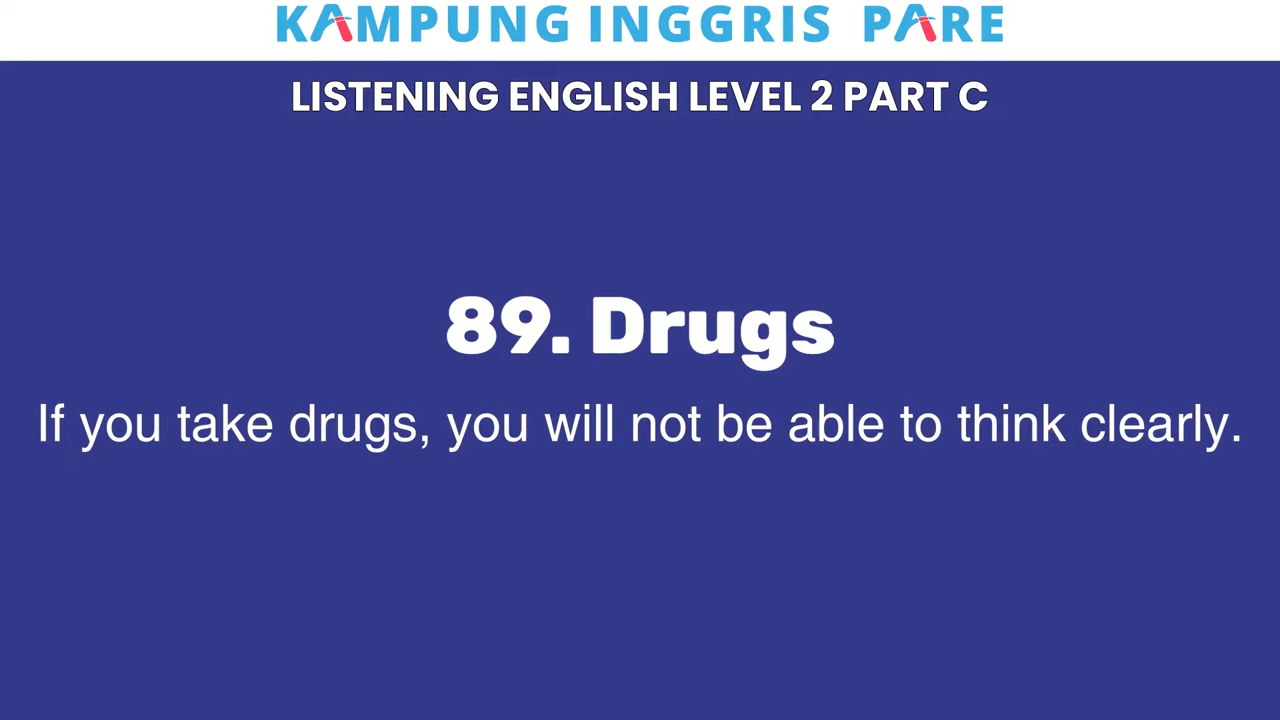 KAMPUNG INGGRIS PARE
LISTENING ENGLISH LEVEL 2 PART C
89. Drugs
If you take drugs, you will not be able to think clearly.